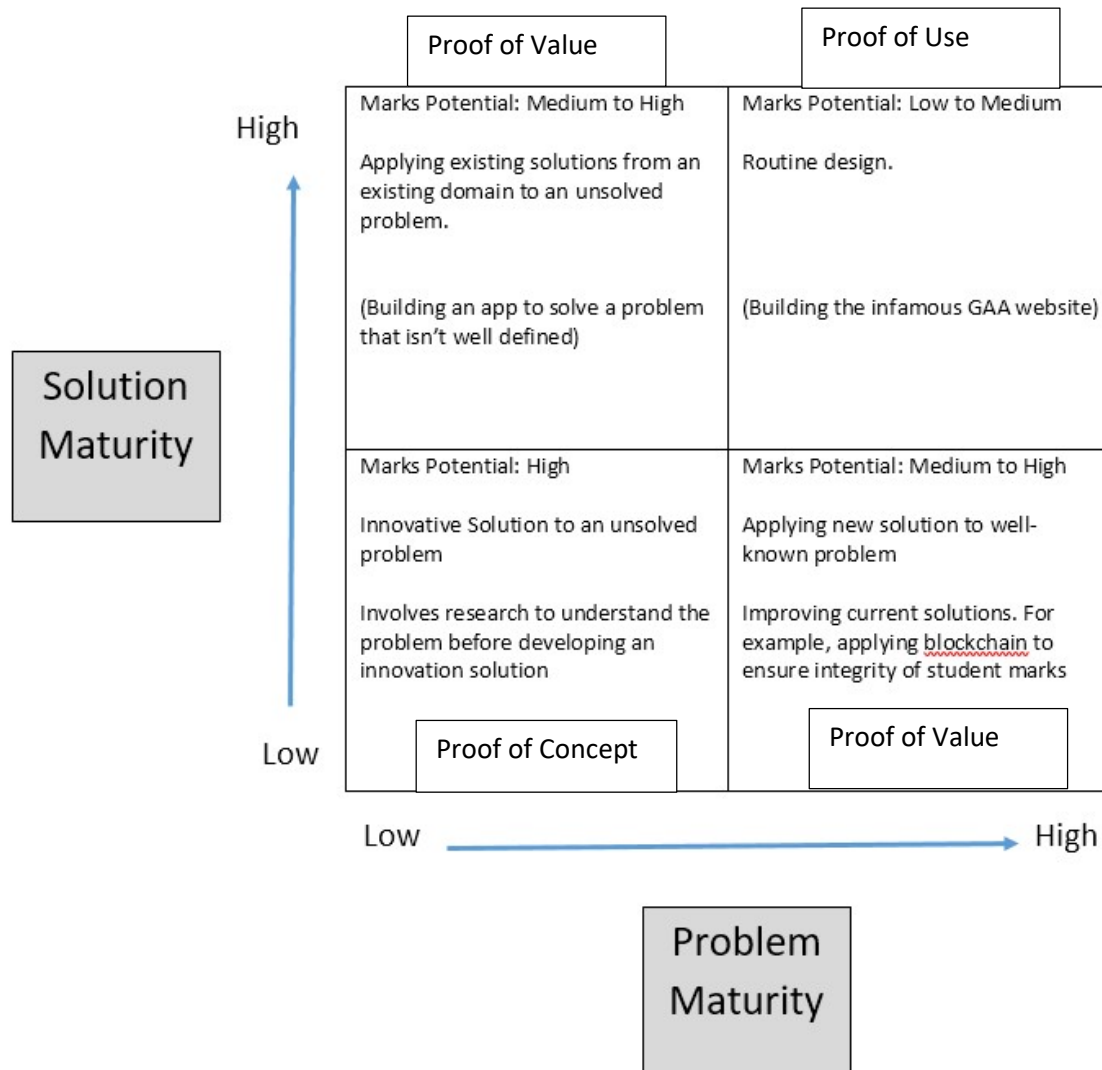 Proof of Value
Proof of Use
High
Marks Potential: Medium to High
Applying existing solutions from an
existing domain to an unsolved
problem.
(Building an app to solve a problem
that isn't well defined)
Marks Potential: Low to Medium
Routine design.
(Building the infamous GAA website)
Solution
Maturity
Marks Potential: High
Innovative Solution to an unsolved
problem
Involves research to understand the
problem before developing an
innovation solution
Proof of Concept
Marks Potential: Medium to High
Applying new solution to well-
known problem
Improving current solutions. For
example, applying blockchain to
ensure integrity of student marks
Proof of Value
Low
Low
High
Problem
Maturity